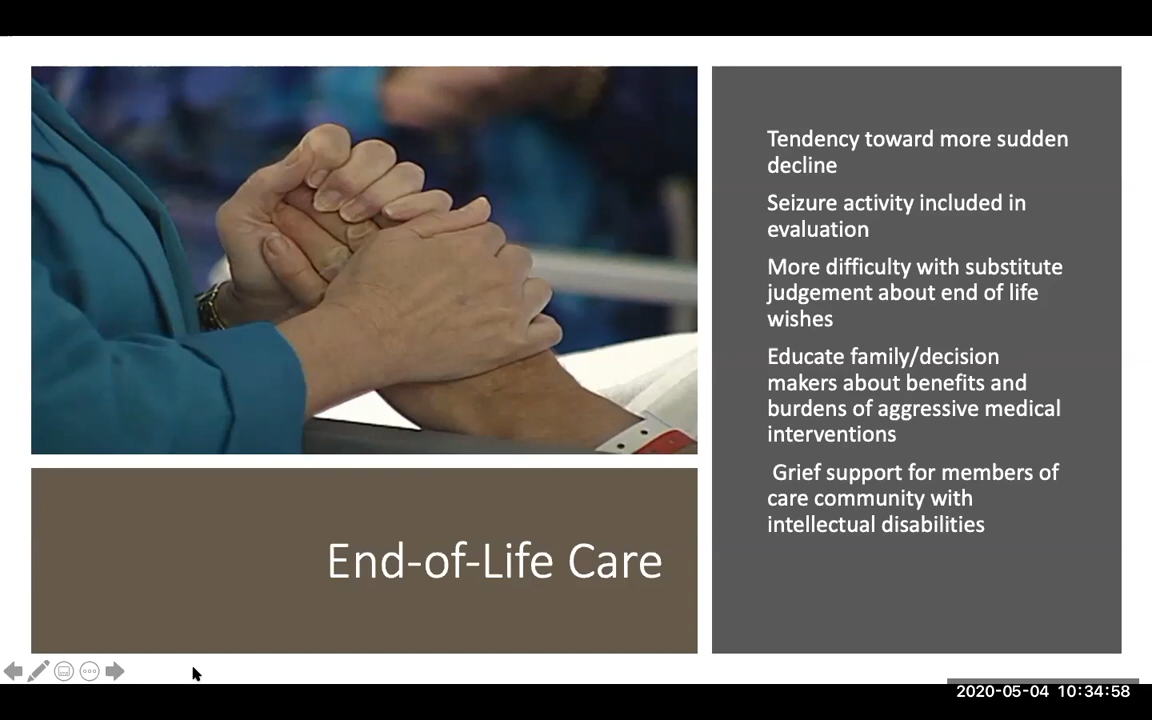 Tendency toward more sudden
decline
Seizure activity included in
evaluation
More difficulty with substitute
judgement about end of life
wishes
Educate family/decision
makers about benefits and
burdens of aggressive medical
interventions
Grief support for members of
care community with
intellectual disabilities
End-of-Life Care
2020-05-04 10:34:58